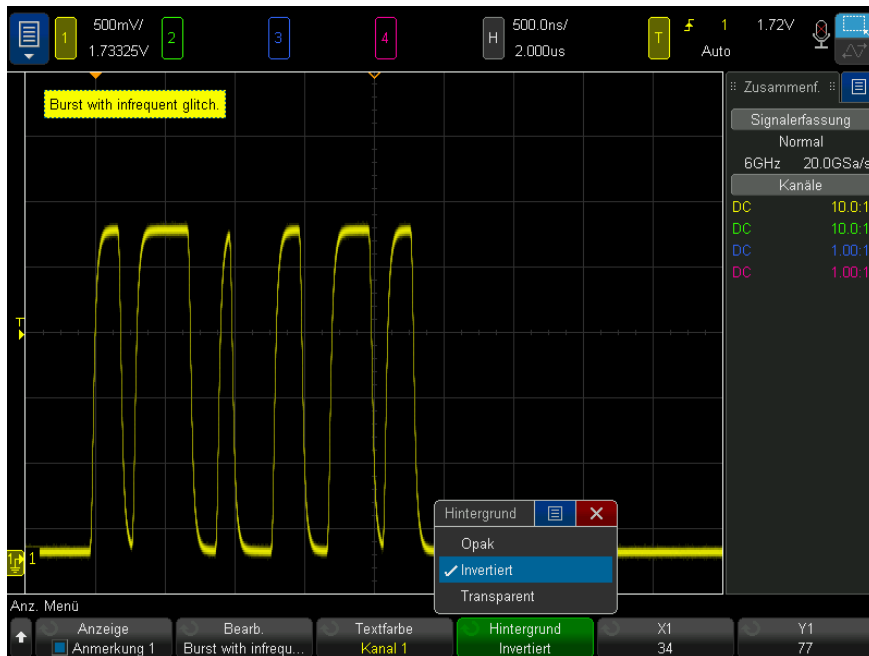 1 500mV/ 1.73325V
2
3
4
H 500.0ns/ 2.000us
T 1 1.72V Auto
Burst with infrequent glitch.
Zusammenf.
Signalerfassung
Normal
6GHz 20.0GSa/s
Kanäle
DC 10.0:1
DC 10.0:1
DC 1.00:1
DC 1.00:1
T
1 1
Hintergrund
Opak
Invertiert
Transparent
Anz. Menü
Anzeige
Anmerkung 1
Bearb.
Burst with infrequ...
Textfarbe
Kanal 1
Hintergrund
Invertiert
X1
34
Y1
77